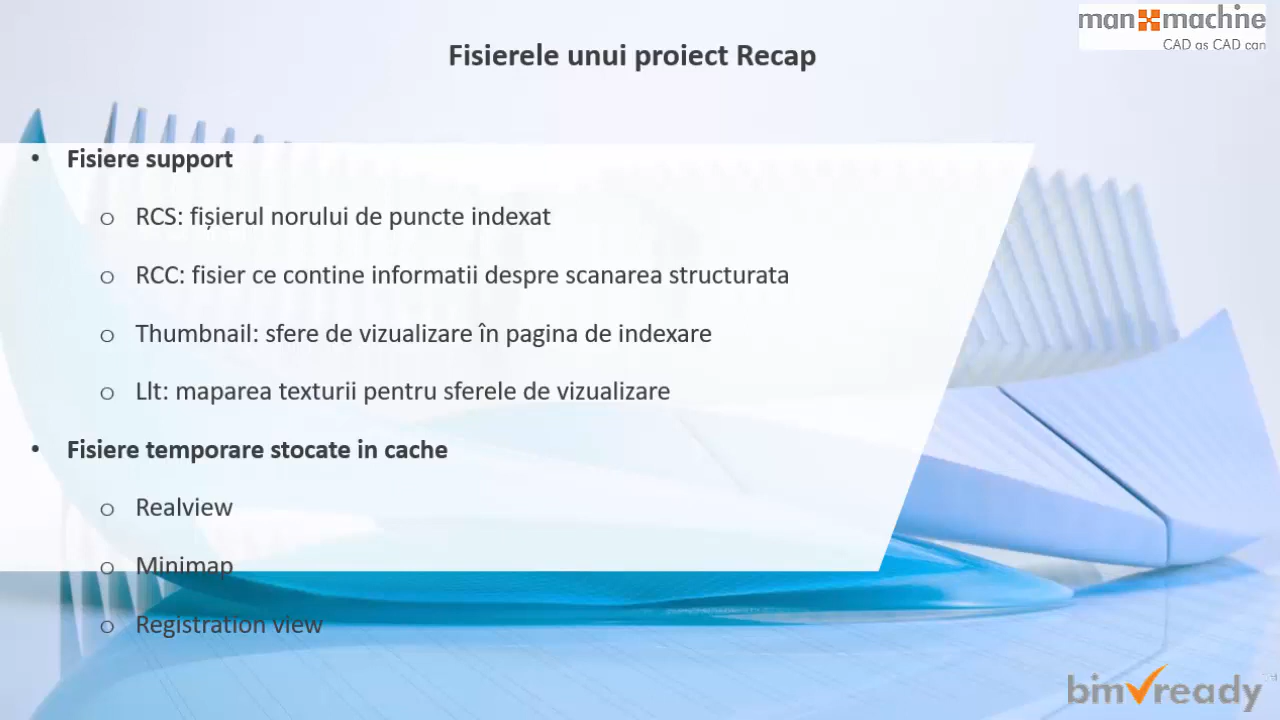 man machine
CAD as CAD can
Fisierele unui proiect Recap
• Fisiere support
o RCS: fișierul norului de puncte indexat
o RCC: fisier ce contine informatii despre scanarea structurata
o Thumbnail: sfere de vizualizare în pagina de indexare
o Llt: maparea texturii pentru sferele de vizualizare
• Fisiere temporare stocate in cache
o Realview
o Minimap
o Registration view
bim ready